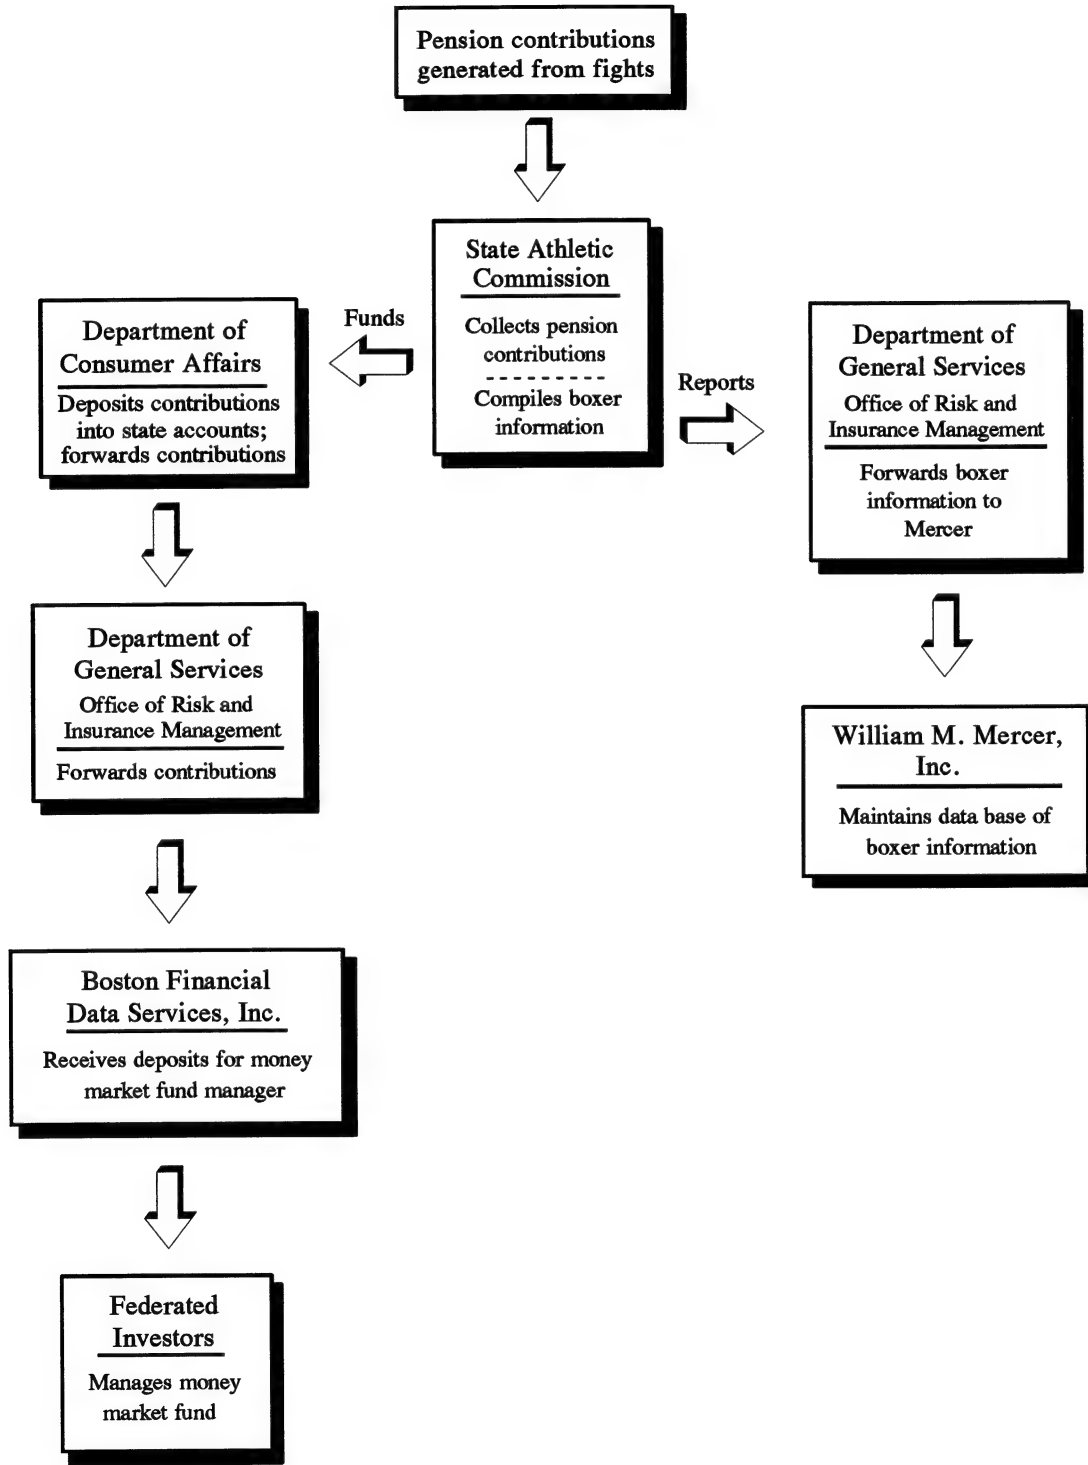 Pension contributions
generated from fights
State Athletic
Commission
Collects pension
contributions
Compiles boxer
information
Funds
Department of
Consumer Affairs
Deposits contributions
into state accounts;
forwards contributions
Reports
Department of
General Services
Office of Risk and
Insurance Management
Forwards boxer
information to
Mercer
Department of
General Services
Office of Risk and
Insurance Management
Forwards contributions
William M. Mercer,
Inc.
Maintains data base of
boxer information
Boston Financial
Data Services, Inc.
Receives deposits for money
market fund manager
Federated
Investors
Manages money
market fund